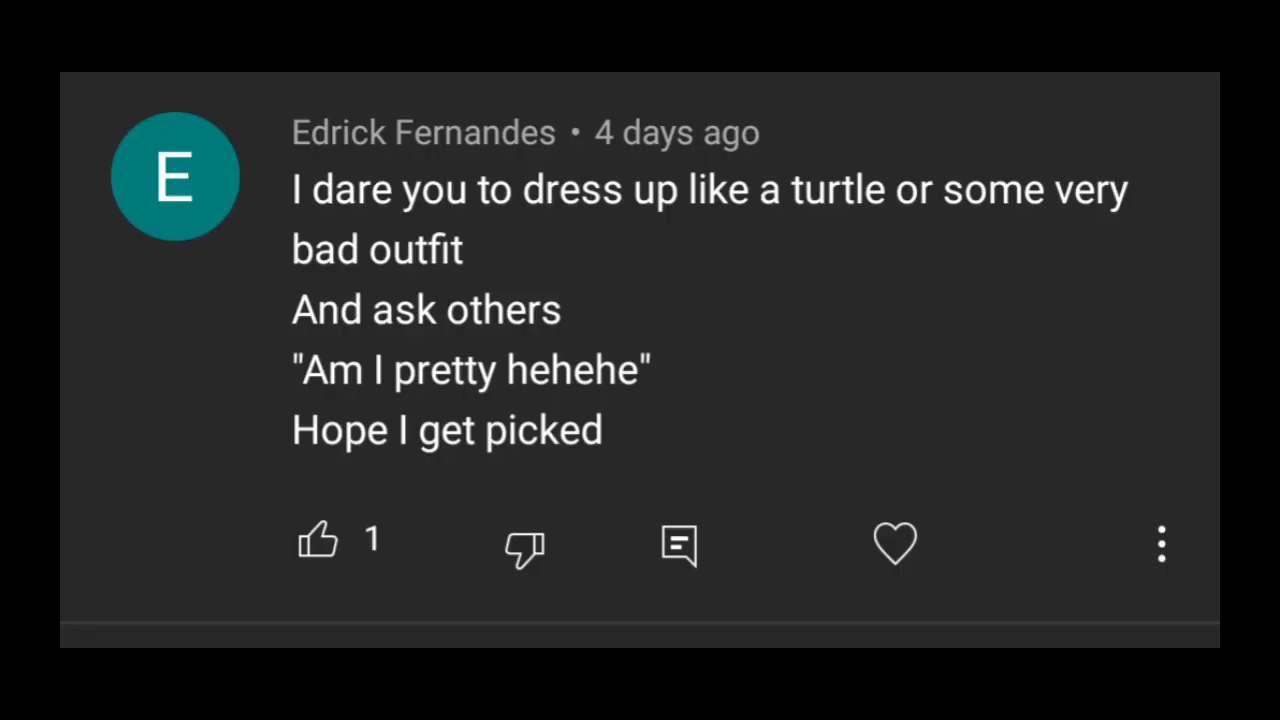 E
Edrick Fernandes • 4 days ago
I dare you to dress up like a turtle or some very
bad outfit
And ask others
"Am I pretty hehehe"
Hope I get picked
1